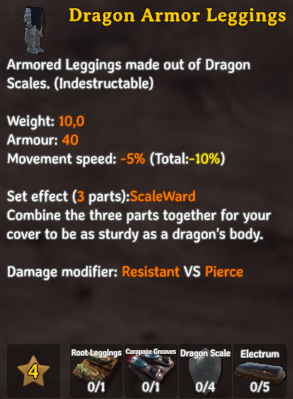 Dragon Armor Leggings
Armored Leggings made out of Dragon
Scales. (Indestructable)
Weight: 10,0
Armour: 40
Movement speed: -5% (Total:-10%)
Set effect (3 parts):ScaleWard
Combine the three parts together for your
cover to be as sturdy as a dragon's body.
Damage modifier: Resistant VS Pierce
4
Root Leggings Carapace Greaves Dragon Scale Electrum
0/1 0/1 0/4 0/5